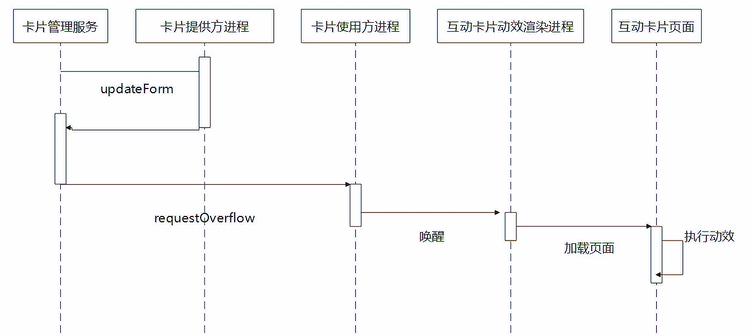 卡片管理服务
卡片提供方进程
卡片使用方进程
互动卡片动效渲染进程
互动卡片页面
updateForm
requestOverflow
唤醒
加载页面
执行动效